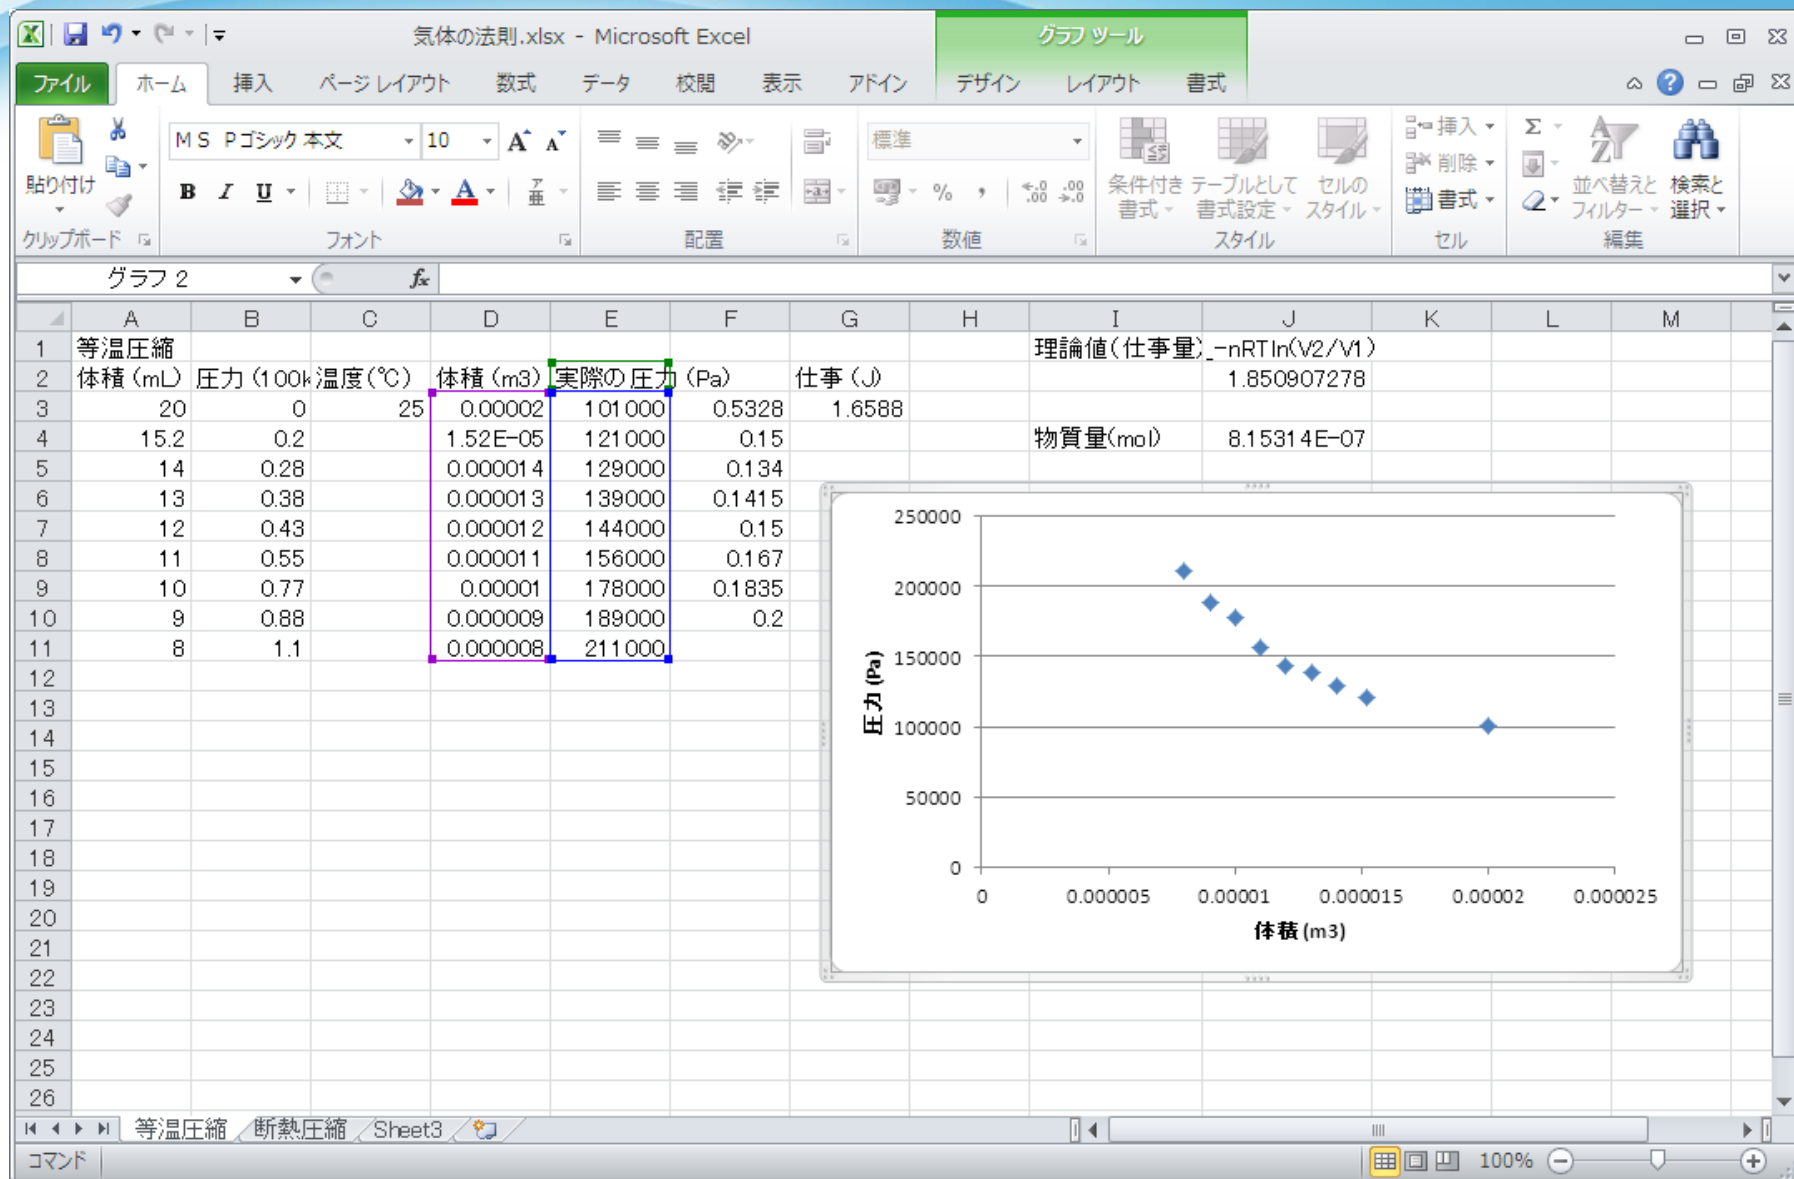 気体の法則.xlsx - Microsoft Excel
グラフ ツール
ファイル ホーム 挿入 ページ レイアウト 数式 データ 校閲 表示 アドイン デザイン レイアウト 書式
貼り付け
ＭＳ Ｐゴシック 本文 10
標準
条件付き書式
テーブルとして書式設定
セルのスタイル
挿入
削除
書式
並べ替えと フィルター
検索と 選択
クリップボード フォント 配置 数値 スタイル セル 編集
グラフ 2 fx
A B C D E F G H I J K L M
1 等温圧縮 理論値(仕事量) -nRTln(V2/V1)
2 体積 (mL) 圧力 (100k 温度(℃) 体積 (m3) 実際の圧力 (Pa) 仕事 (J) 1.850907278
3 20 0 25 0.00002 101000 0.5328 1.6588
4 15.2 0.2 1.52E-05 121000 0.15 物質量(mol) 8.15314E-07
5 14 0.28 0.000014 129000 0.134
6 13 0.38 0.000013 139000 0.1415
7 12 0.43 0.000012 144000 0.15
8 11 0.55 0.000011 156000 0.167
9 10 0.77 0.00001 178000 0.1835
10 9 0.88 0.000009 189000 0.2
11 8 1.1 0.000008 211000
12
13
14
15
16
17
18
19
20
21
22
23
24
25
26
250000
200000
150000
100000
50000
0
圧力 (Pa)
0 0.000005 0.00001 0.000015 0.00002 0.000025
体積 (m3)
等温圧縮 断熱圧縮 Sheet3
コマンド 100%